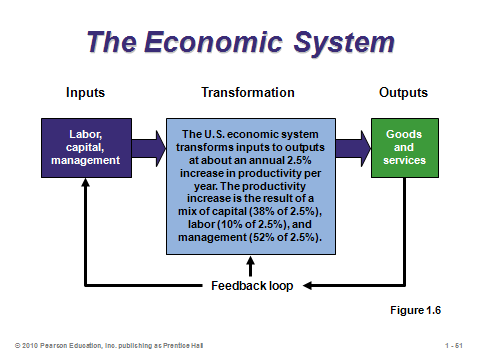 The Economic System
Inputs
Transformation
Outputs
Labor,
capital,
management
The U.S. economic system
transforms inputs to outputs
at about an annual 2.5%
increase in productivity per
year. The productivity
increase is the result of a
mix of capital (38% of 2.5%),
labor (10% of 2.5%), and
management (52% of 2.5%).
Goods
and
services
Feedback loop
Figure 1.6
© 2010 Pearson Education, Inc. publishing as Prentice Hall
1 - 51